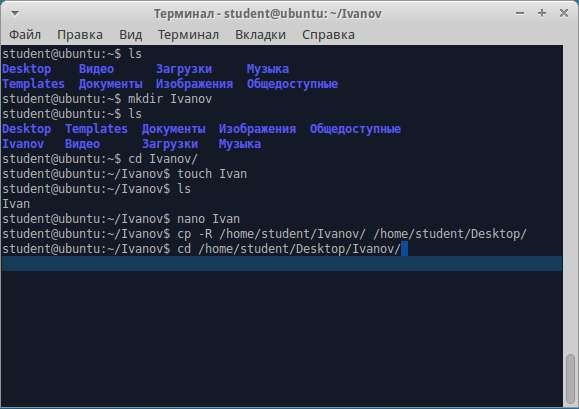 Терминал - student@ubuntu: ~/Ivanov
Файл Правка Вид Терминал Вкладки Справка
student@ubuntu:~$ ls
Desktop Видео Загрузки Музыка
Templates Документы Изображения Общедоступные
student@ubuntu:~$ mkdir Ivanov
student@ubuntu:~$ ls
Desktop Templates Документы Изображения Общедоступные
Ivanov Видео Загрузки Музыка
student@ubuntu:~$ cd Ivanov/
student@ubuntu:~/Ivanov$ touch Ivan
student@ubuntu:~/Ivanov$ ls
Ivan
student@ubuntu:~/Ivanov$ nano Ivan
student@ubuntu:~/Ivanov$ cp -R /home/student/Ivanov/ /home/student/Desktop/
student@ubuntu:~/Ivanov$ cd /home/student/Desktop/Ivanov/